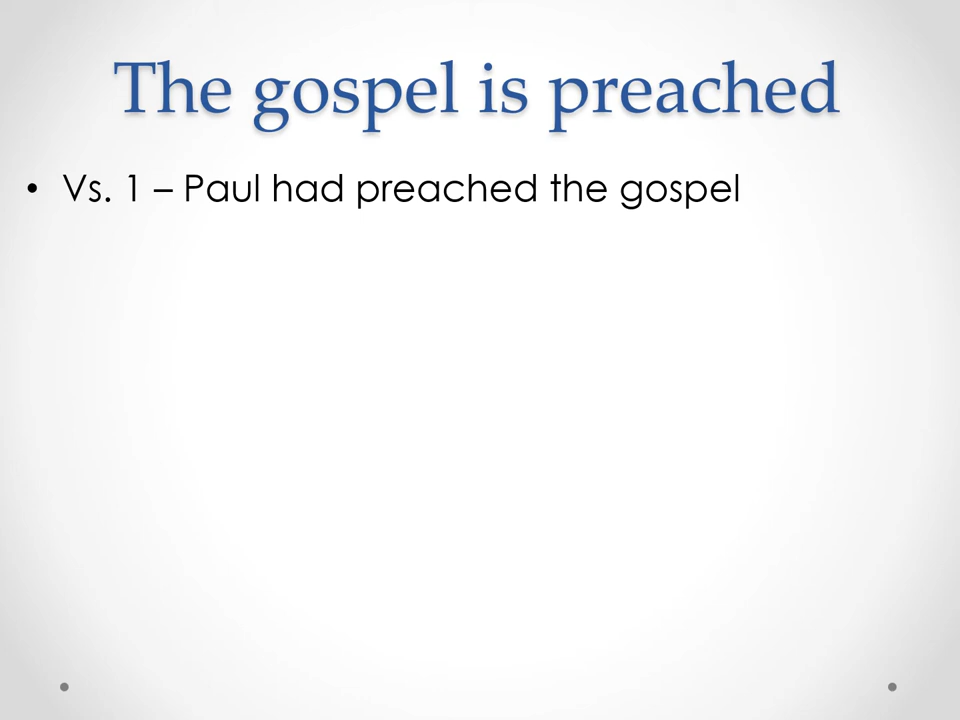 The gospel is preached
• Vs. 1 – Paul had preached the gospel